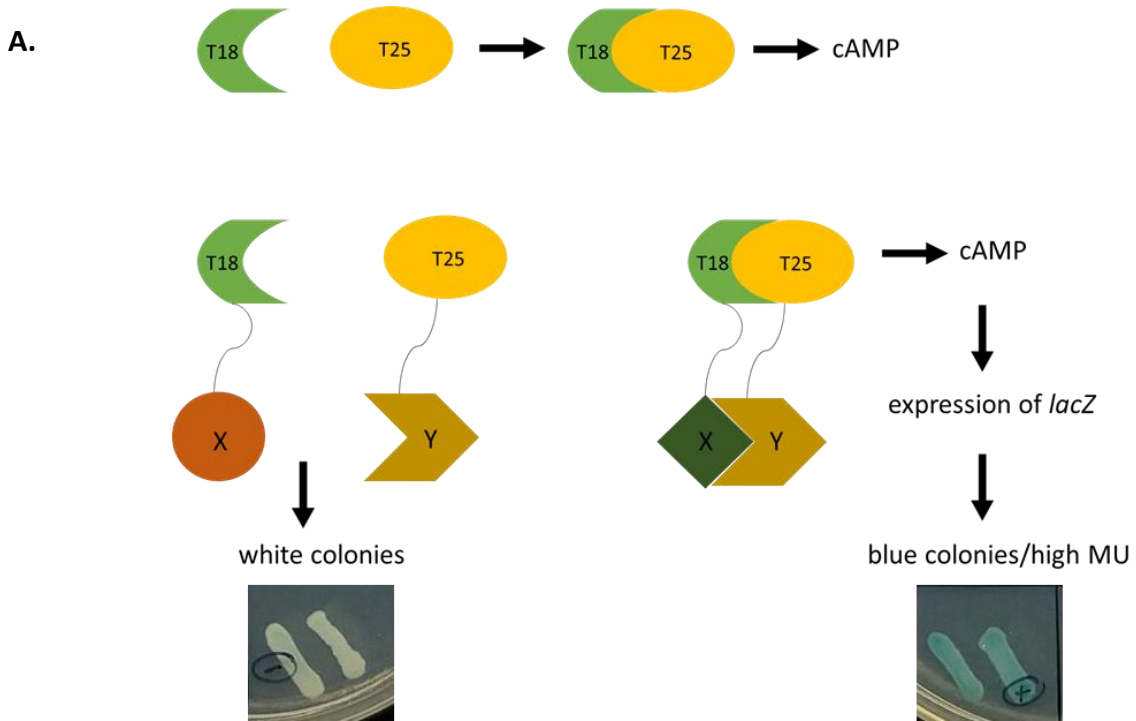 A.
T18 T25 T18 T25 cAMP
T18 T25 T18 T25 cAMP
expression of lacZ
X Y X Y
white colonies blue colonies/high MU
−
+